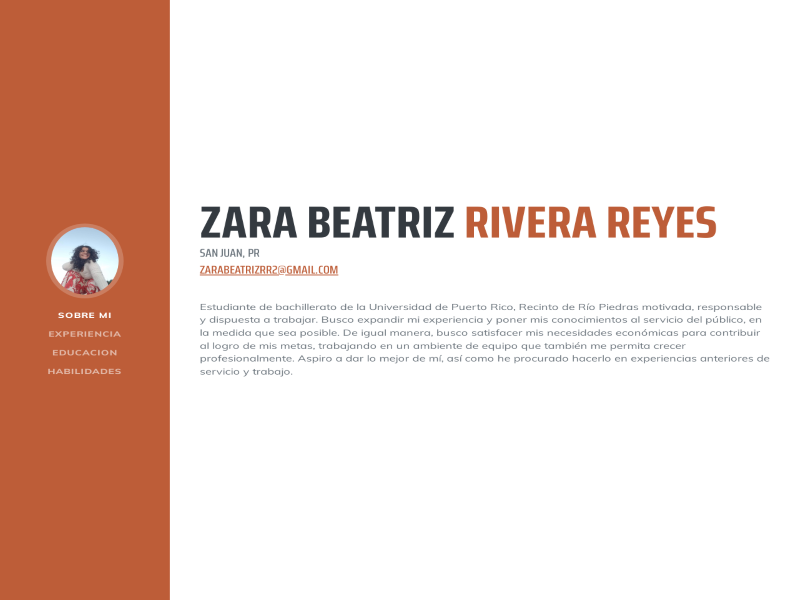 SOBRE MI
EXPERIENCIA
EDUCACION
HABILIDADES
ZARA BEATRIZ RIVERA REYES
SAN JUAN, PR
ZARABEATRIZRR2@GMAIL.COM
Estudiante de bachillerato de la Universidad de Puerto Rico, Recinto de Río Piedras motivada, responsable
y dispuesta a trabajar. Busco expandir mi experiencia y poner mis conocimientos al servicio del público, en
la medida que sea posible. De igual manera, busco satisfacer mis necesidades económicas para contribuir
al logro de mis metas, trabajando en un ambiente de equipo que también me permita crecer
profesionalmente. Aspiro a dar lo mejor de mí, así como he procurado hacerlo en experiencias anteriores de
servicio y trabajo.